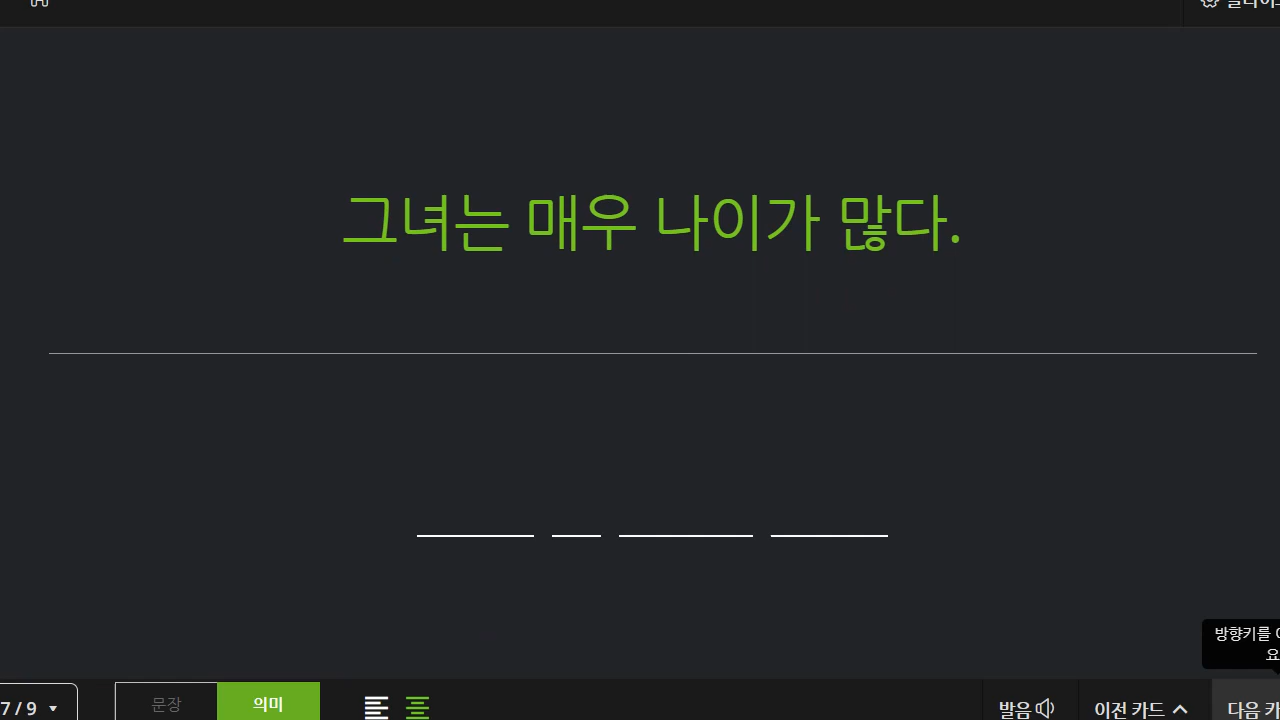 그녀는 매우 나이가 많다.
방향키를
요
7 / 9
문장
의미
발음
이전 카드
다음